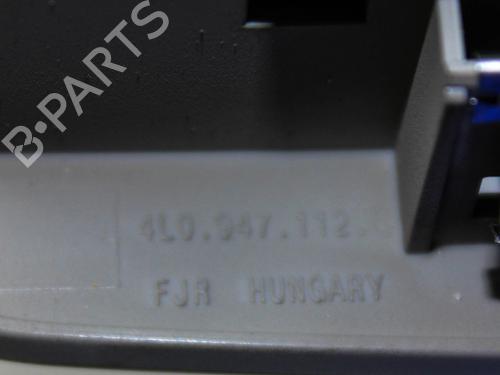 B-PARTS
4L0.947.112.
FJR HUNGARY